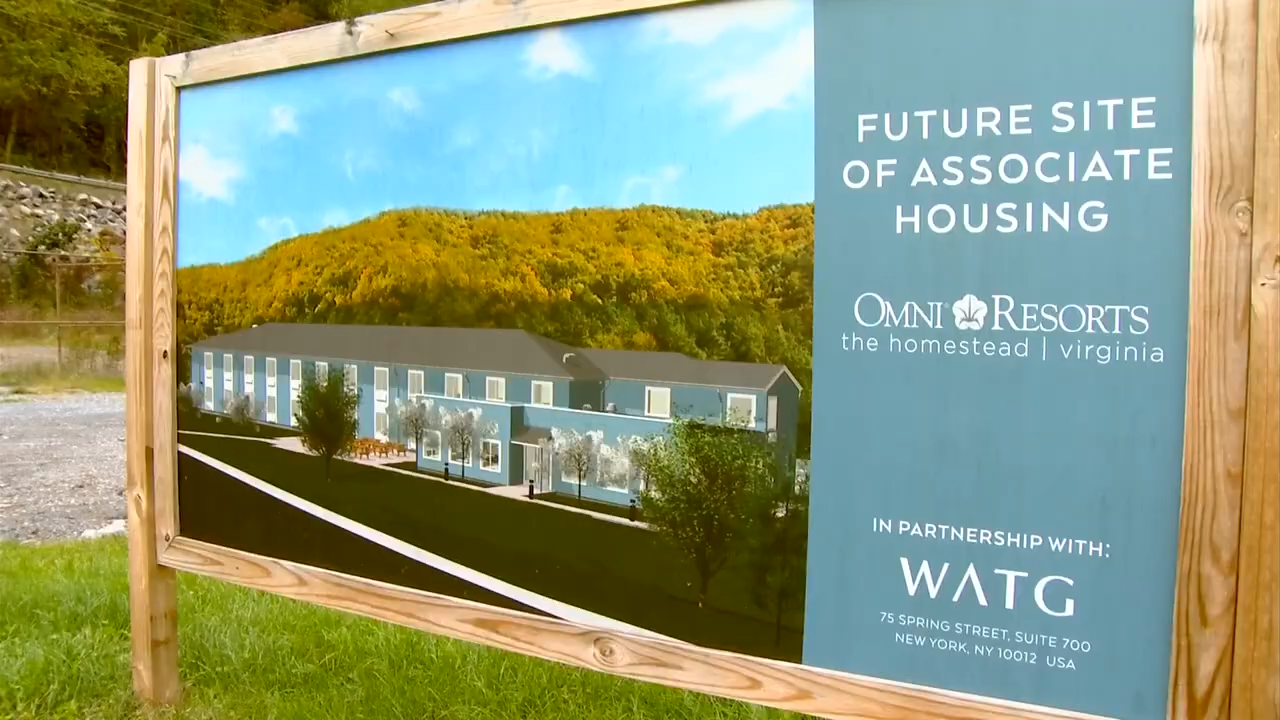 FUTURE SITE
OF ASSOCIATE
HOUSING
OMNI RESORTS
the homestead | virginia
IN PARTNERSHIP WITH:
WATG
75 SPRING STREET, SUITE 700
NEW YORK, NY 10012 USA